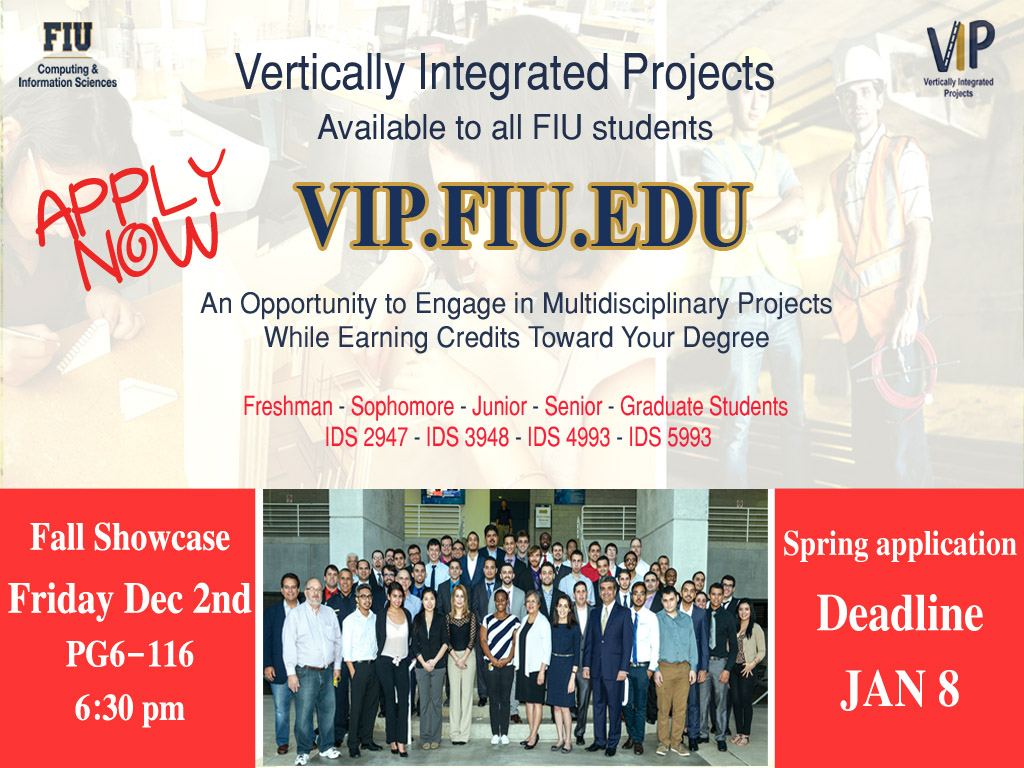 FIU
Computing &
Information Sciences
VIP
Vertically Integrated
Projects
Vertically Integrated Projects
Available to all FIU students
APPLY
NOW
VIP.FIU.EDU
An Opportunity to Engage in Multidisciplinary Projects
While Earning Credits Toward Your Degree
Freshman - Sophomore - Junior - Senior - Graduate Students
IDS 2947 - IDS 3948 - IDS 4993 - IDS 5993
Fall Showcase
Friday Dec 2nd
PG6-116
6:30 pm
Spring application
Deadline
JAN 8